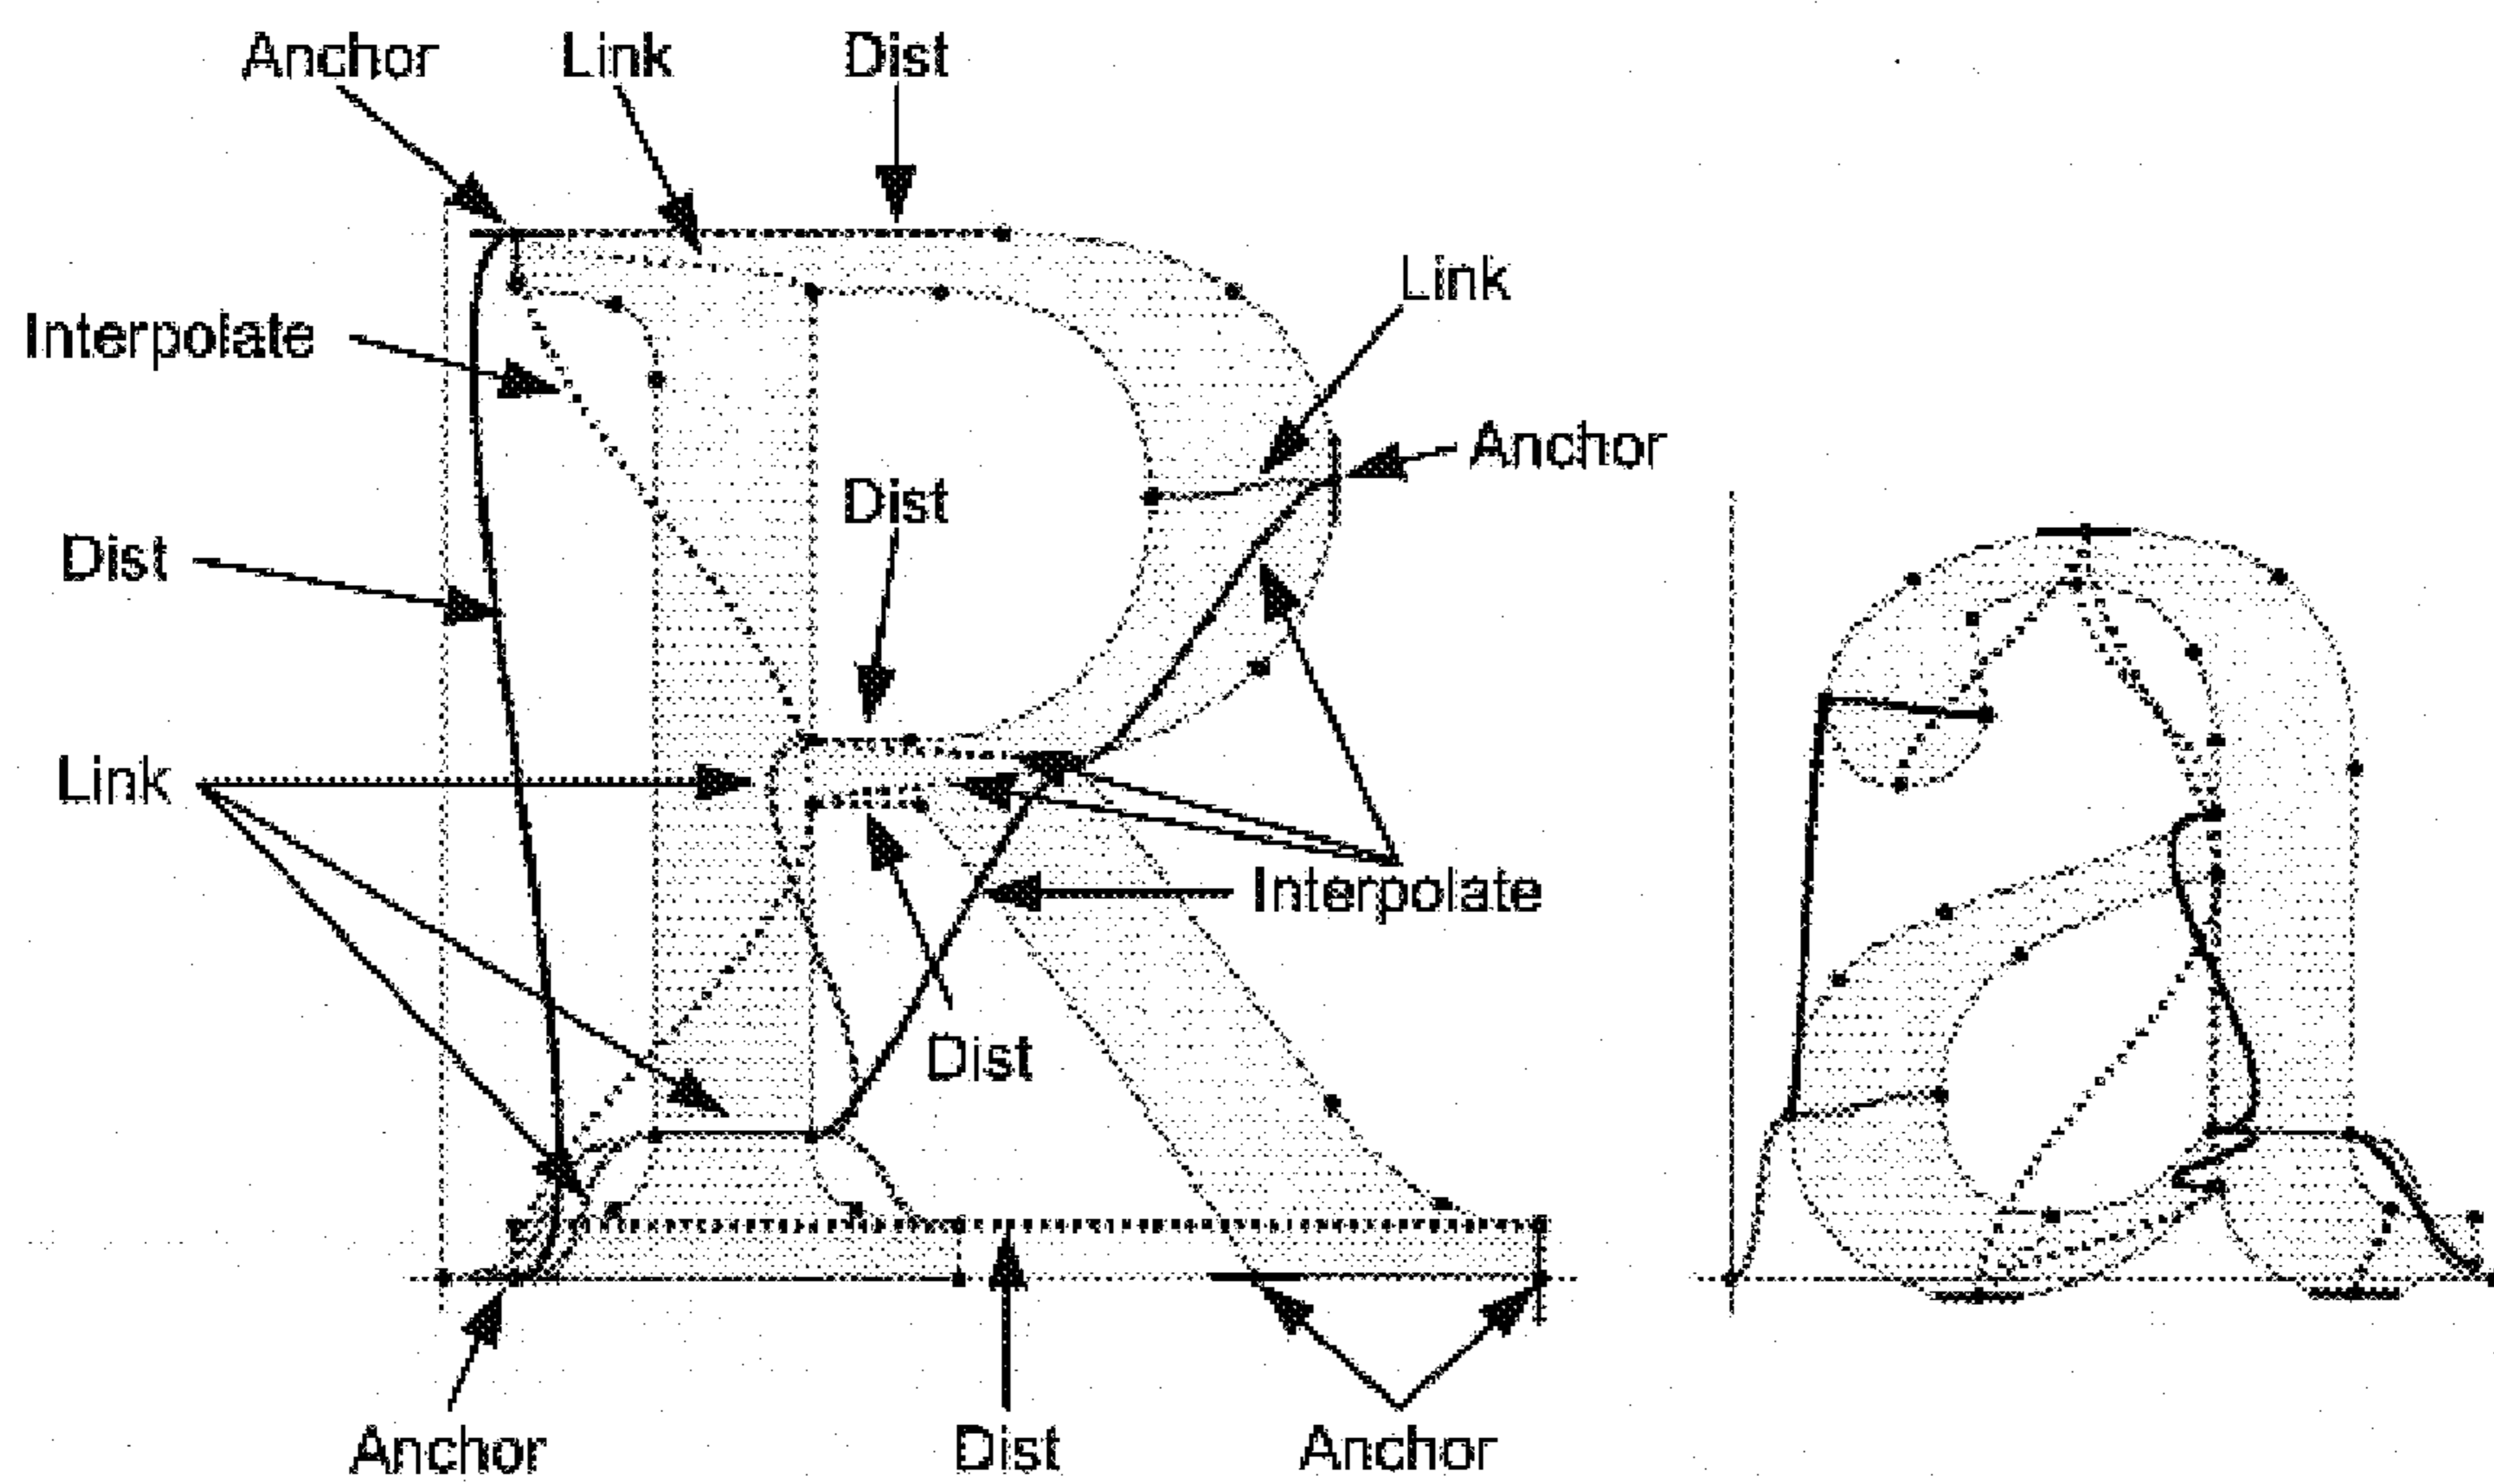 Anchor Link Dist
Link
Interpolate
Anchor
Dist
Dist
Link
Interpolate
Dist
Anchor Dist Anchor